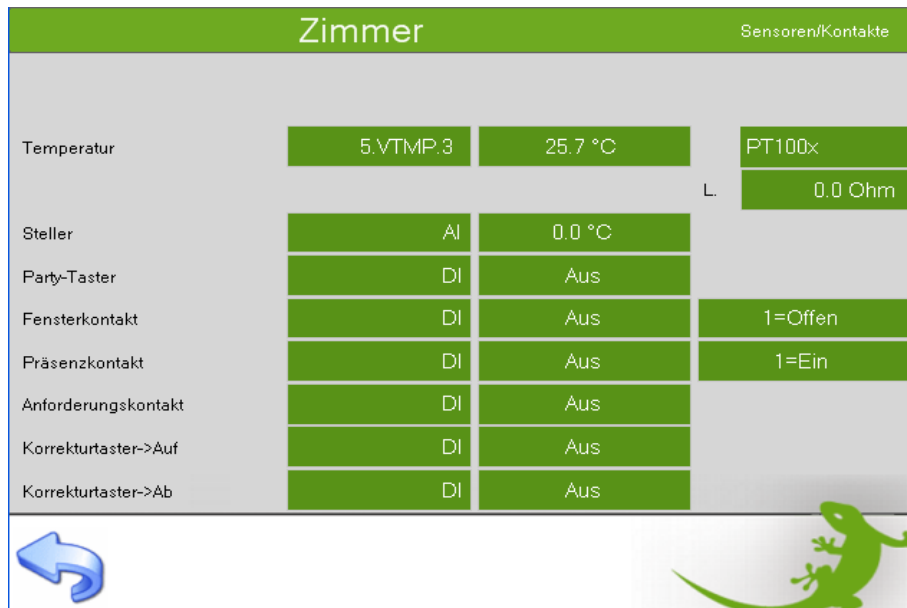 Zimmer Sensoren/Kontakte
Temperatur 5.VTMP.3 25.7 °C PT100x
L. 0.0 Ohm
Steller AI 0.0 °C
Party-Taster DI Aus
Fensterkontakt DI Aus 1=Offen
Präsenzkontakt DI Aus 1=Ein
Anforderungskontakt DI Aus
Korrekturtaster->Auf DI Aus
Korrekturtaster->Ab DI Aus